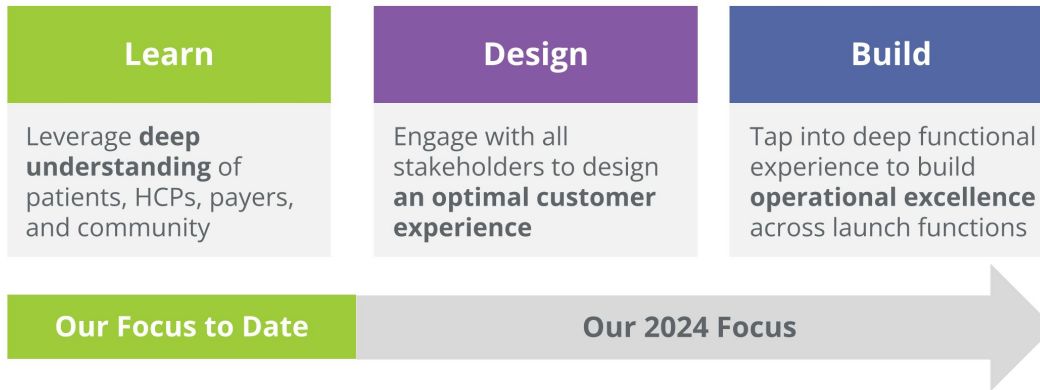 Learn
Leverage deep
understanding of
patients, HCPs, payers,
and community
Design
Engage with all
stakeholders to design
an optimal customer
experience
Build
Tap into deep functional
experience to build
operational excellence
across launch functions
Our Focus to Date
Our 2024 Focus